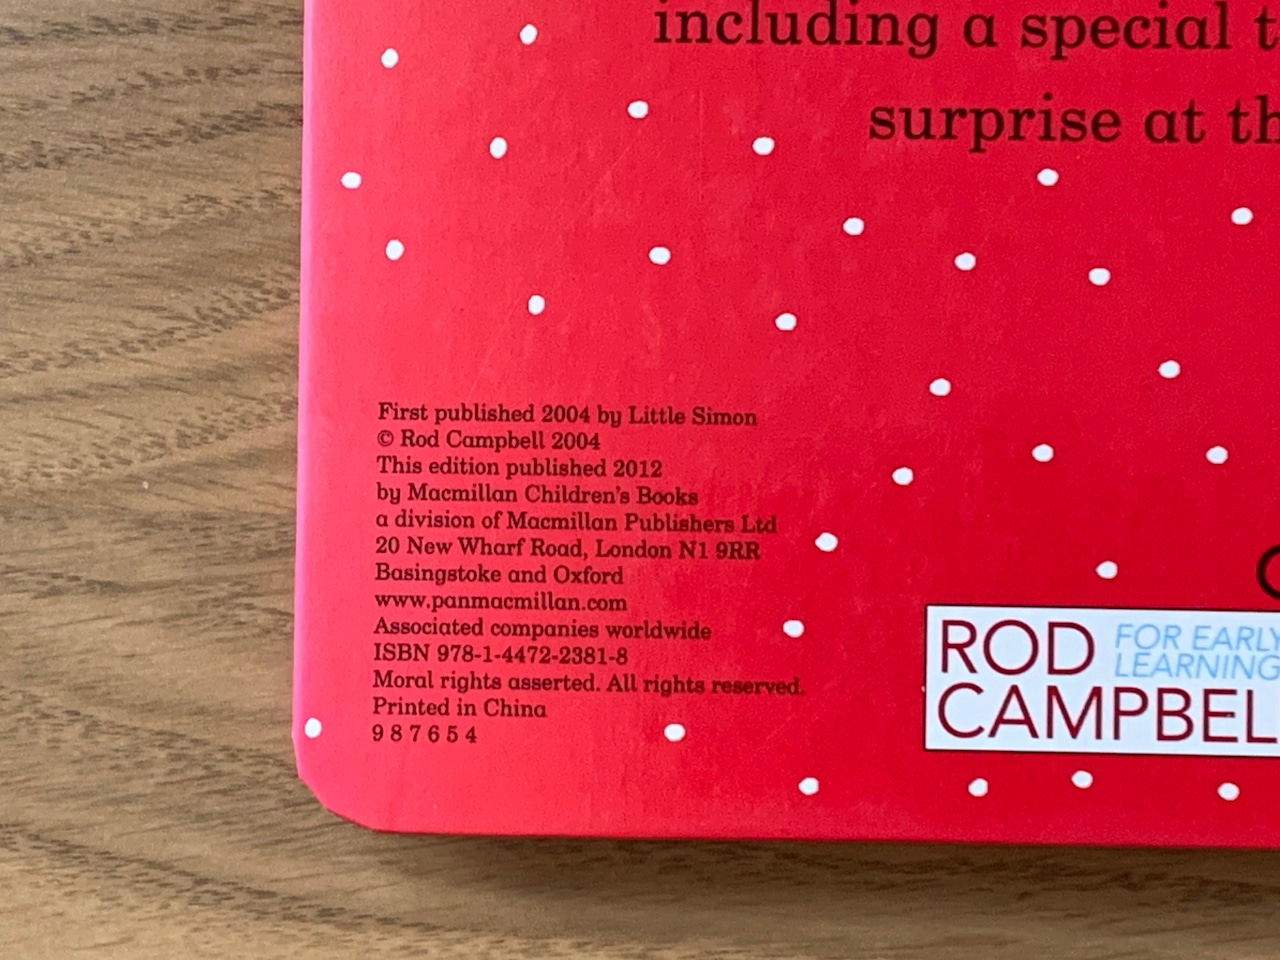 including a special
surprise at
First published 2004 by Little Simon
© Rod Campbell 2004
This edition published 2012
by Macmillan Children's Books
a division of Macmillan Publishers Ltd
20 New Wharf Road, London N1 9RR
Basingstoke and Oxford
www.panmacmillan.com
Associated companies worldwide
ISBN 978-1-4472-2381-8
Moral rights asserted. All rights reserved.
Printed in China
9 8 7 6 5 4
ROD
CAMPBEL
FOR EARLY
LEARNING